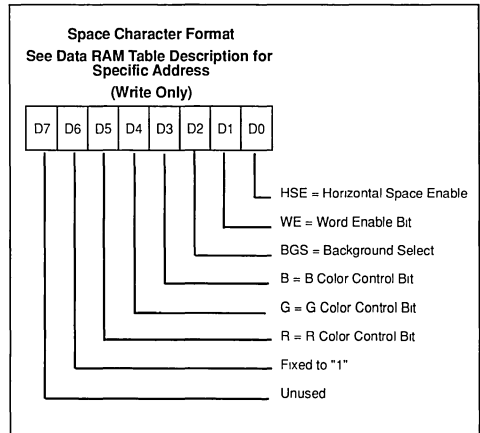 Space Character Format
See Data RAM Table Description for
Specific Address
(Write Only)
D7 D6 D5 D4 D3 D2 D1 D0
HSE = Horizontal Space Enable
WE = Word Enable Bit
BGS = Background Select
B = B Color Control Bit
G = G Color Control Bit
R = R Color Control Bit
Fixed to "1"
Unused